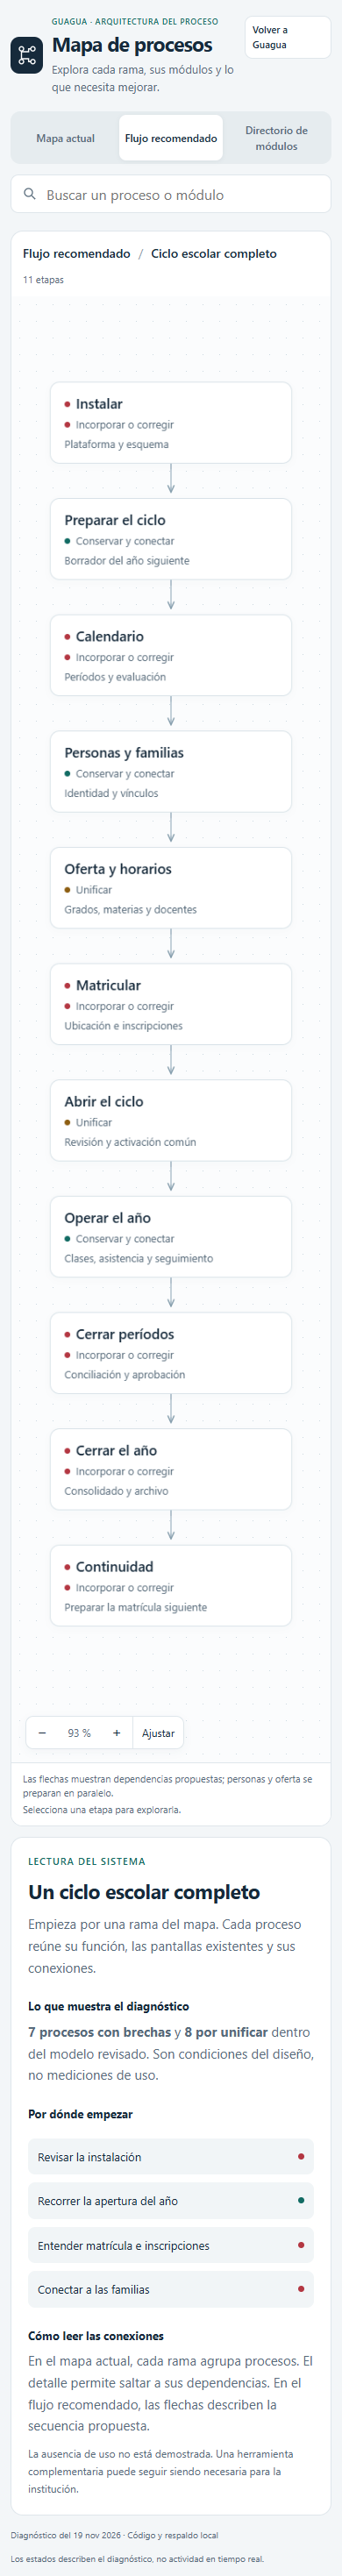 GUAGUA · ARQUITECTURA DEL PROCESO
Mapa de procesos
Explora cada rama, sus módulos y lo
que necesita mejorar.
Volver a
Guagua
Mapa actual
Flujo recomendado
Directorio de
módulos
Buscar un proceso o módulo
Flujo recomendado / Ciclo escolar completo
11 etapas
Instalar
Incorporar o corregir
Plataforma y esquema
Preparar el ciclo
Conservar y conectar
Borrador del año siguiente
Calendario
Incorporar o corregir
Períodos y evaluación
Personas y familias
Conservar y conectar
Identidad y vínculos
Oferta y horarios
Unificar
Grados, materias y docentes
Matricular
Incorporar o corregir
Ubicación e inscripciones
Abrir el ciclo
Unificar
Revisión y activación común
Operar el año
Conservar y conectar
Clases, asistencia y seguimiento
Cerrar períodos
Incorporar o corregir
Conciliación y aprobación
Cerrar el año
Incorporar o corregir
Consolidado y archivo
Continuidad
Incorporar o corregir
Preparar la matrícula siguiente
− 93 % + Ajustar
Las flechas muestran dependencias propuestas; personas y oferta se
preparan en paralelo.
Selecciona una etapa para explorarla.
LECTURA DEL SISTEMA
Un ciclo escolar completo
Empieza por una rama del mapa. Cada proceso
reúne su función, las pantallas existentes y sus
conexiones.
Lo que muestra el diagnóstico
7 procesos con brechas y 8 por unificar dentro
del modelo revisado. Son condiciones del diseño,
no mediciones de uso.
Por dónde empezar
Revisar la instalación
Recorrer la apertura del año
Entender matrícula e inscripciones
Conectar a las familias
Cómo leer las conexiones
En el mapa actual, cada rama agrupa procesos. El
detalle permite saltar a sus dependencias. En el
flujo recomendado, las flechas describen la
secuencia propuesta.
La ausencia de uso no está demostrada. Una herramienta
complementaria puede seguir siendo necesaria para la
institución.
Diagnóstico del 19 nov 2026 · Código y respaldo local
Los estados describen el diagnóstico, no actividad en tiempo real.